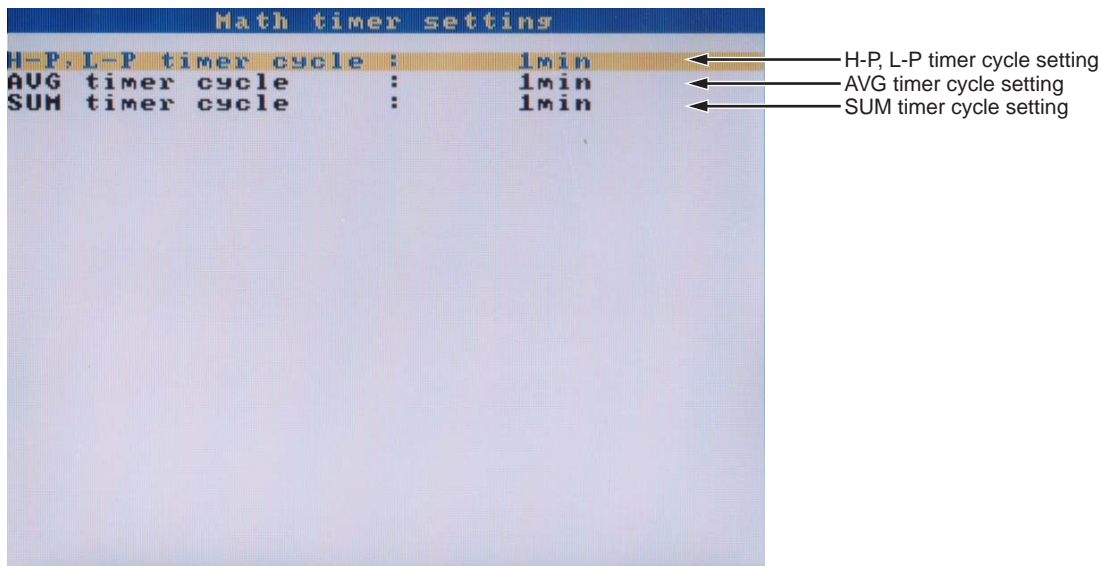 Math timer setting
H-P, L-P timer cycle : 1min
H-P, L-P timer cycle setting
AVG timer cycle : 1min
AVG timer cycle setting
SUM timer cycle : 1min
SUM timer cycle setting